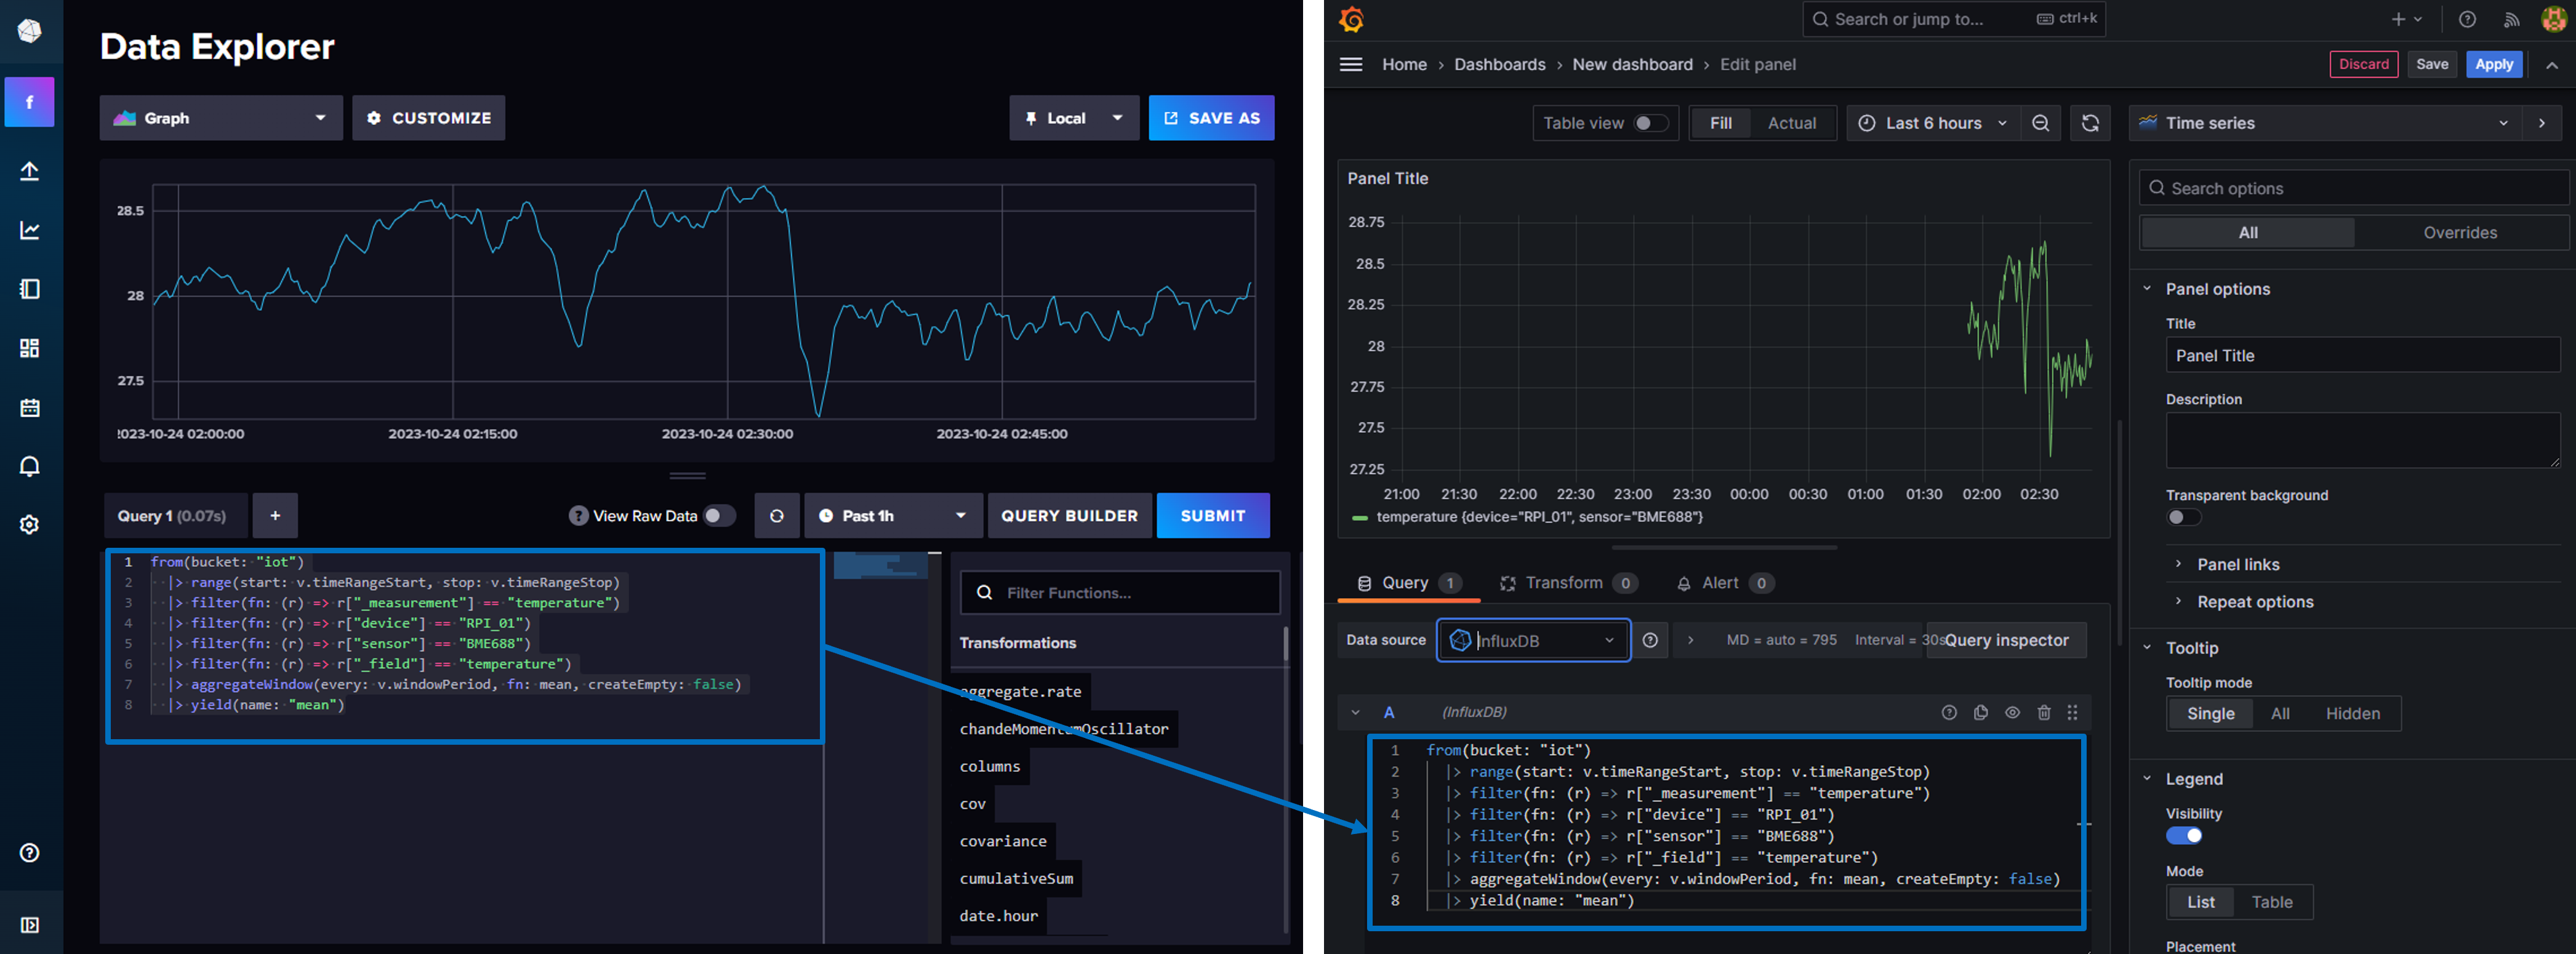 Data Explorer
f
Graph
CUSTOMIZE
Local
SAVE AS
28.5
28
27.5
2023-10-24 02:00:00
2023-10-24 02:15:00
2023-10-24 02:30:00
2023-10-24 02:45:00
Query 1 (0.07s)
+
? View Raw Data
Past 1h
QUERY BUILDER
SUBMIT
1 from(bucket: "iot")
2 |> range(start: v.timeRangeStart, stop: v.timeRangeStop)
3 |> filter(fn: (r) => r["_measurement"] == "temperature")
4 |> filter(fn: (r) => r["device"] == "RPI_01")
5 |> filter(fn: (r) => r["sensor"] == "BME688")
6 |> filter(fn: (r) => r["_field"] == "temperature")
7 |> aggregateWindow(every: v.windowPeriod, fn: mean, createEmpty: false)
8 |> yield(name: "mean")
Filter Functions...
Transformations
aggregate.rate
chandeMomentumOscillator
columns
cov
covariance
cumulativeSum
date.hour
Search or jump to...
ctrl+k
Home › Dashboards › New dashboard › Edit panel
Discard
Save
Apply
Table view
Fill
Actual
Last 6 hours
Time series
Panel Title
28.75
28.5
28.25
28
27.75
27.5
27.25
21:00 21:30 22:00 22:30 23:00 23:30 00:00 00:30 01:00 01:30 02:00 02:30
temperature {device="RPI_01", sensor="BME688"}
Query 1
Transform 0
Alert 0
Data source
InfluxDB
MD = auto = 795
Interval = 30s
Query inspector
A
(InfluxDB)
1 from(bucket: "iot")
2 |> range(start: v.timeRangeStart, stop: v.timeRangeStop)
3 |> filter(fn: (r) => r["_measurement"] == "temperature")
4 |> filter(fn: (r) => r["device"] == "RPI_01")
5 |> filter(fn: (r) => r["sensor"] == "BME688")
6 |> filter(fn: (r) => r["_field"] == "temperature")
7 |> aggregateWindow(every: v.windowPeriod, fn: mean, createEmpty: false)
8 |> yield(name: "mean")
Search options
All
Overrides
Panel options
Title
Panel Title
Description
Transparent background
Panel links
Repeat options
Tooltip
Tooltip mode
Single
All
Hidden
Legend
Visibility
Mode
List
Table
Placement